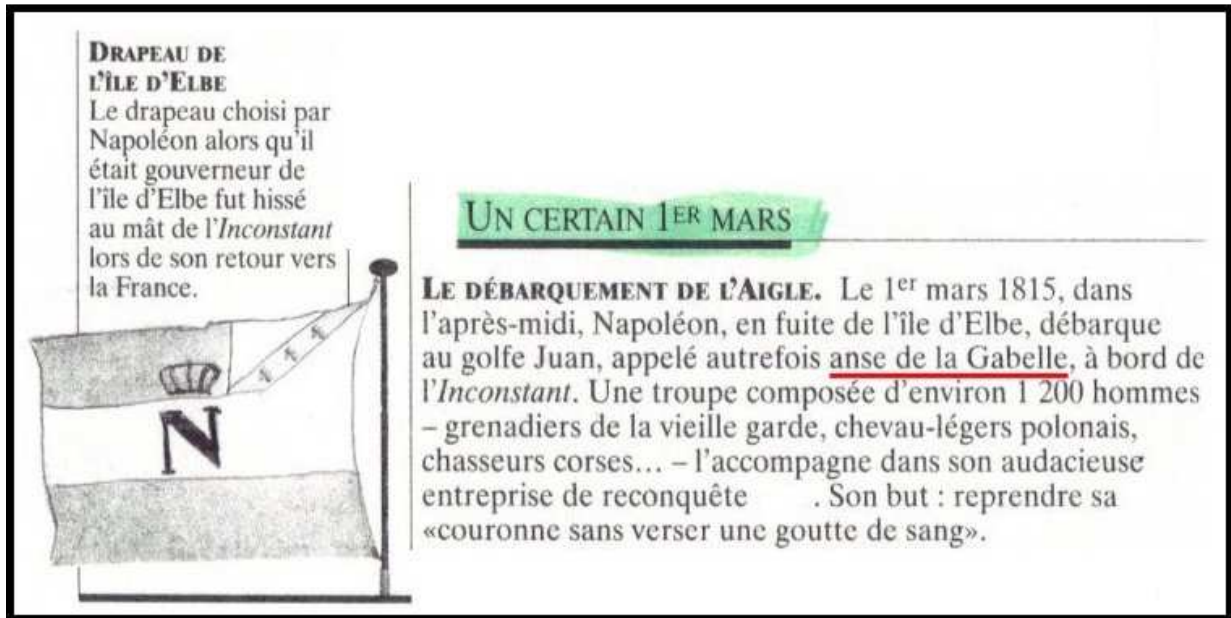 DRAPEAU DE
L'ÎLE D'ELBE
Le drapeau choisi par
Napoléon alors qu'il
était gouverneur de
l'île d'Elbe fut hissé
au mât de l'Inconstant
lors de son retour vers
la France.
N
UN CERTAIN 1ER MARS
LE DÉBARQUEMENT DE L'AIGLE. Le 1er mars 1815, dans
l'après-midi, Napoléon, en fuite de l'île d'Elbe, débarque
au golfe Juan, appelé autrefois anse de la Gabelle, à bord de
l'Inconstant. Une troupe composée d'environ 1 200 hommes
– grenadiers de la vieille garde, chevau-légers polonais,
chasseurs corses... – l'accompagne dans son audacieuse
entreprise de reconquête . Son but : reprendre sa
«couronne sans verser une goutte de sang».